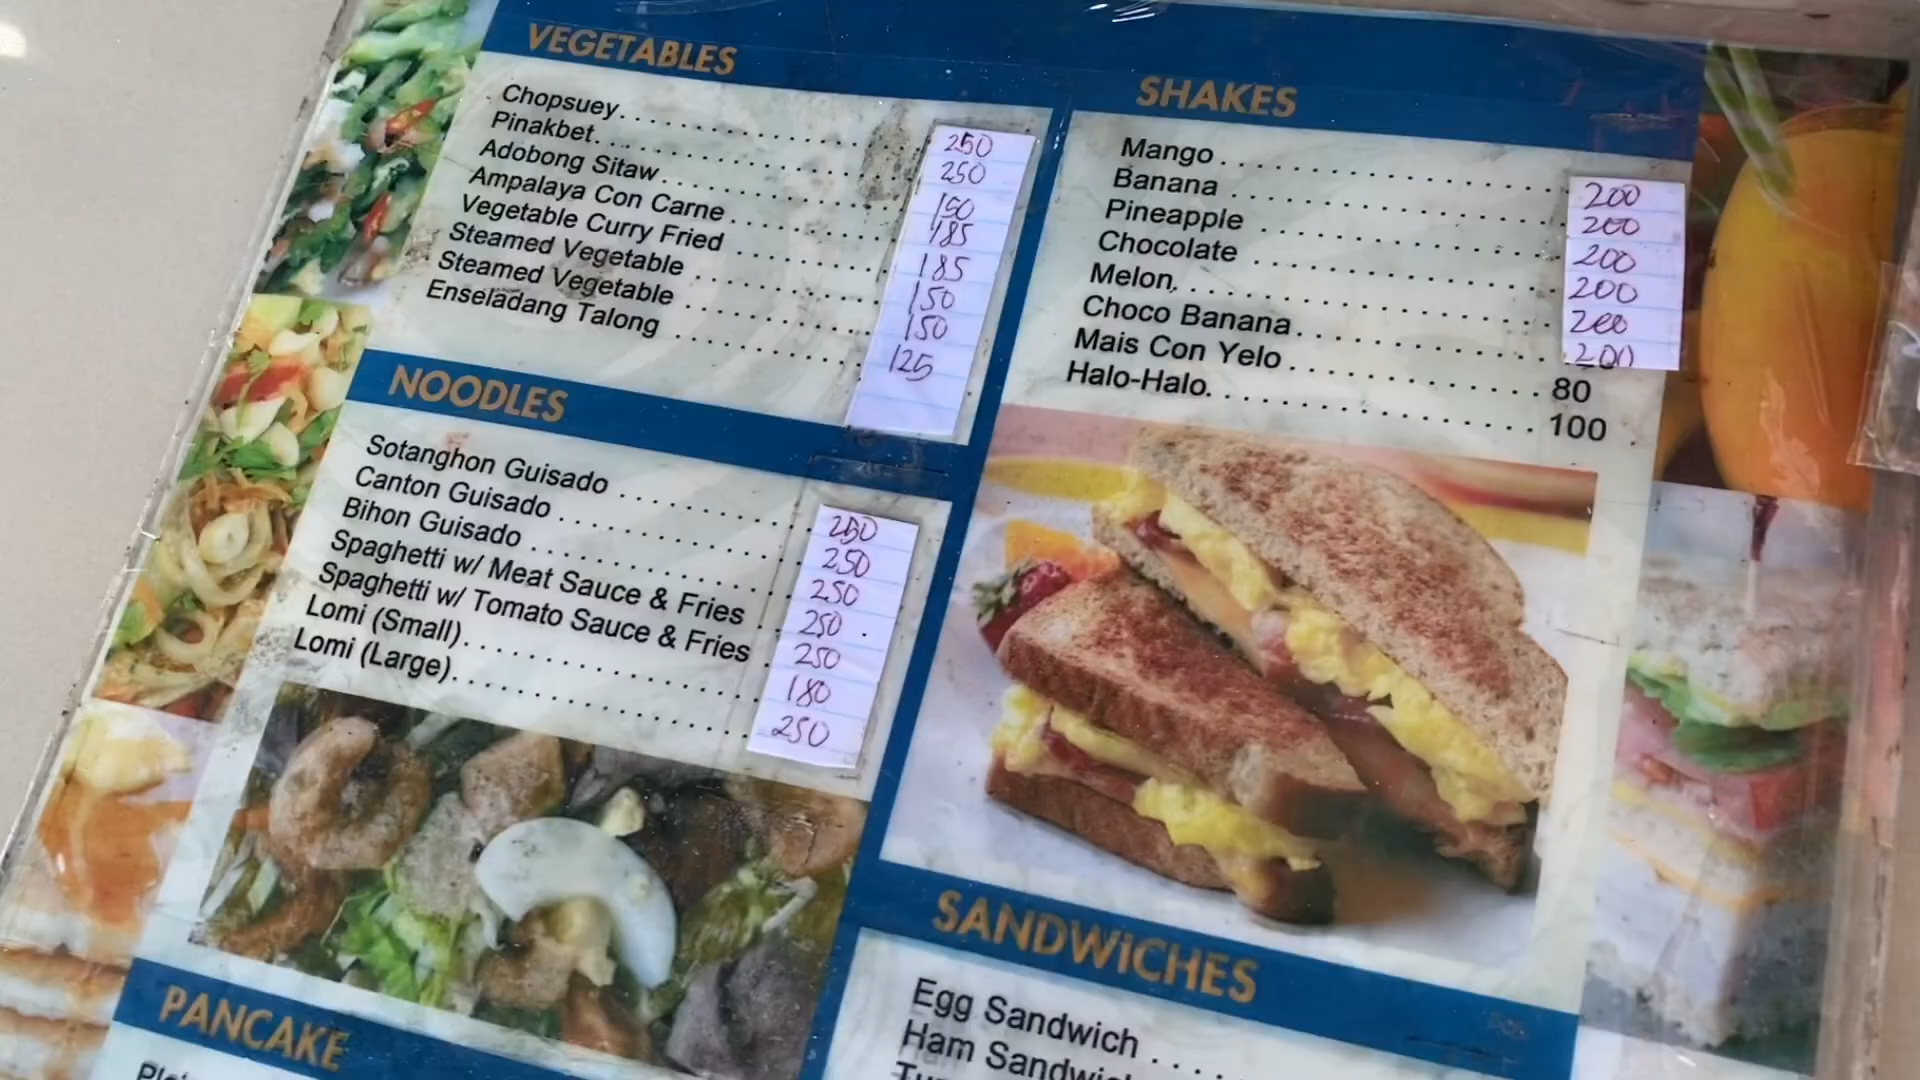 VEGETABLES
Chopsuey 250
Pinakbet 250
Adobong Sitaw 150
Ampalaya Con Carne 185
Vegetable Curry Fried 185
Steamed Vegetable 150
Steamed Vegetable 150
Enseladang Talong 125
NOODLES
Sotanghon Guisado 250
Canton Guisado 250
Bihon Guisado 250
Spaghetti w/ Meat Sauce & Fries 250
Spaghetti w/ Tomato Sauce & Fries 250
Lomi (Small) 180
Lomi (Large) 250
PANCAKE
SHAKES
Mango 200
Banana 200
Pineapple 200
Chocolate 200
Melon 200
Choco Banana 200
Mais Con Yelo 80
Halo-Halo 100
SANDWICHES
Egg Sandwich
Ham